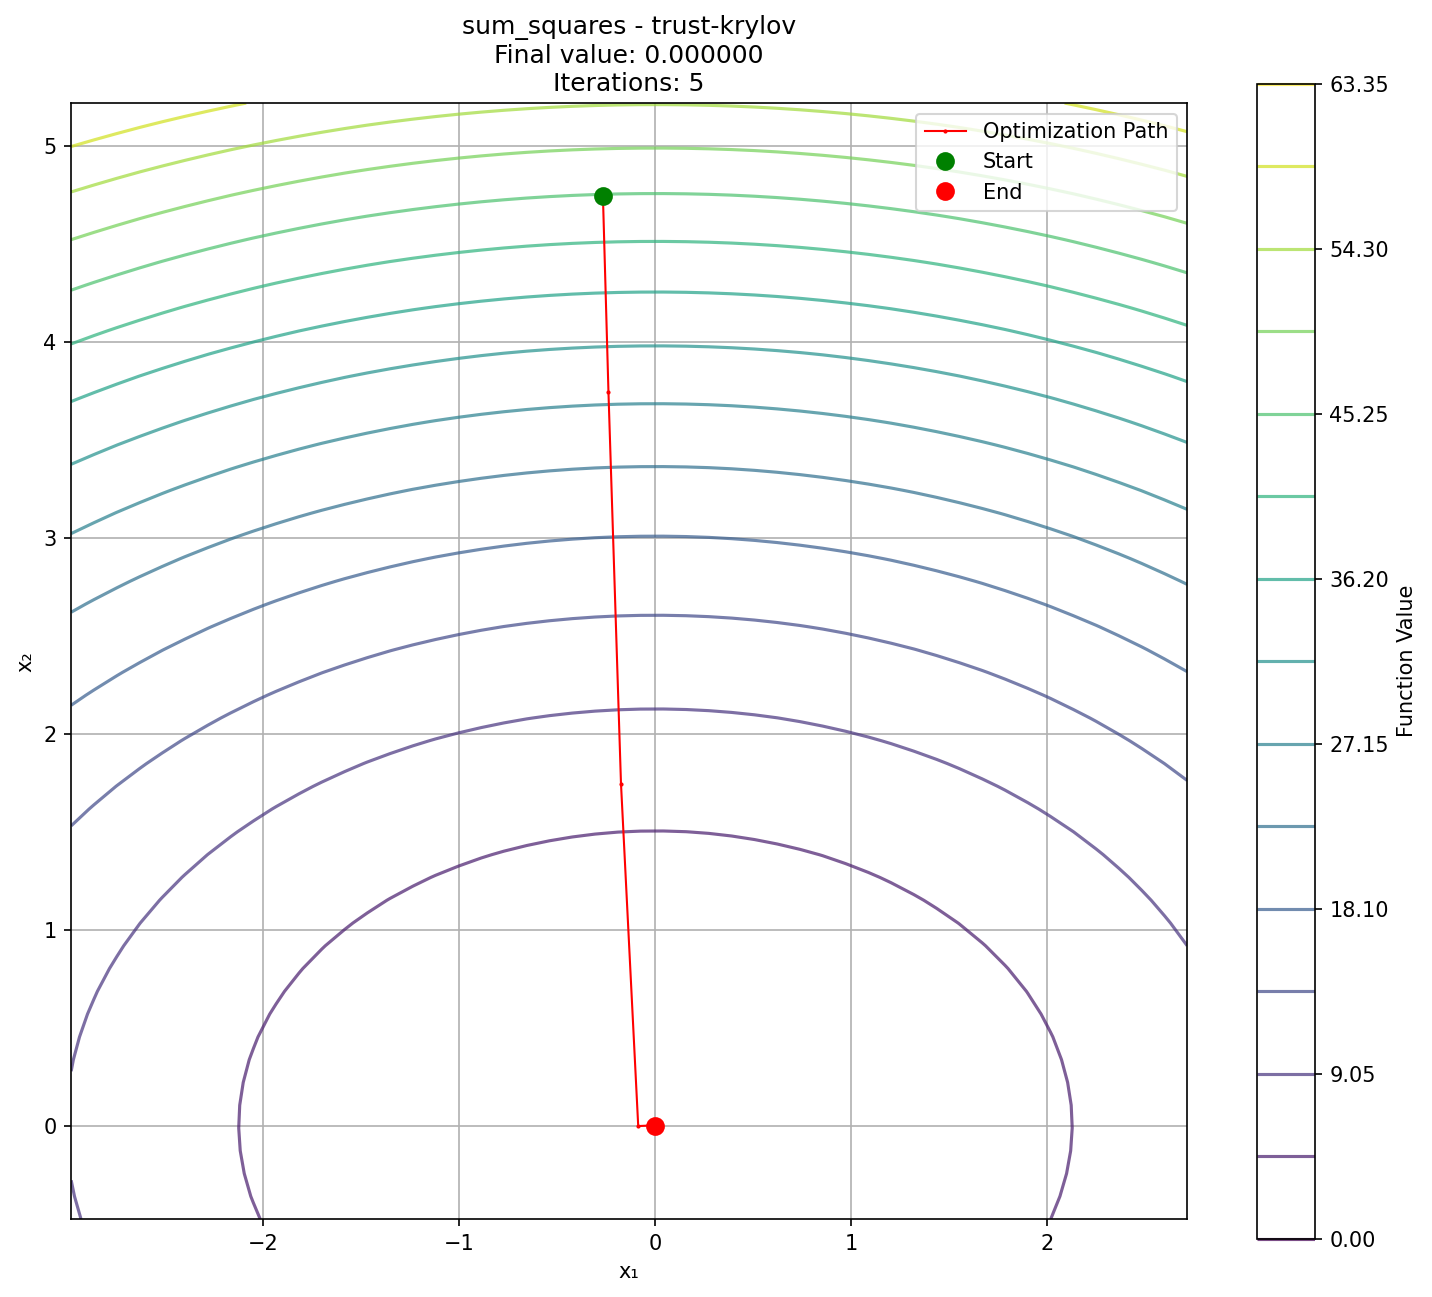 sum_squares - trust-krylov
Final value: 0.000000
Iterations: 5
Optimization Path
Start
End
5
4
3
2
1
0
x₂
−2
−1
0
1
2
x₁
63.35
54.30
45.25
36.20
27.15
18.10
9.05
0.00
Function Value